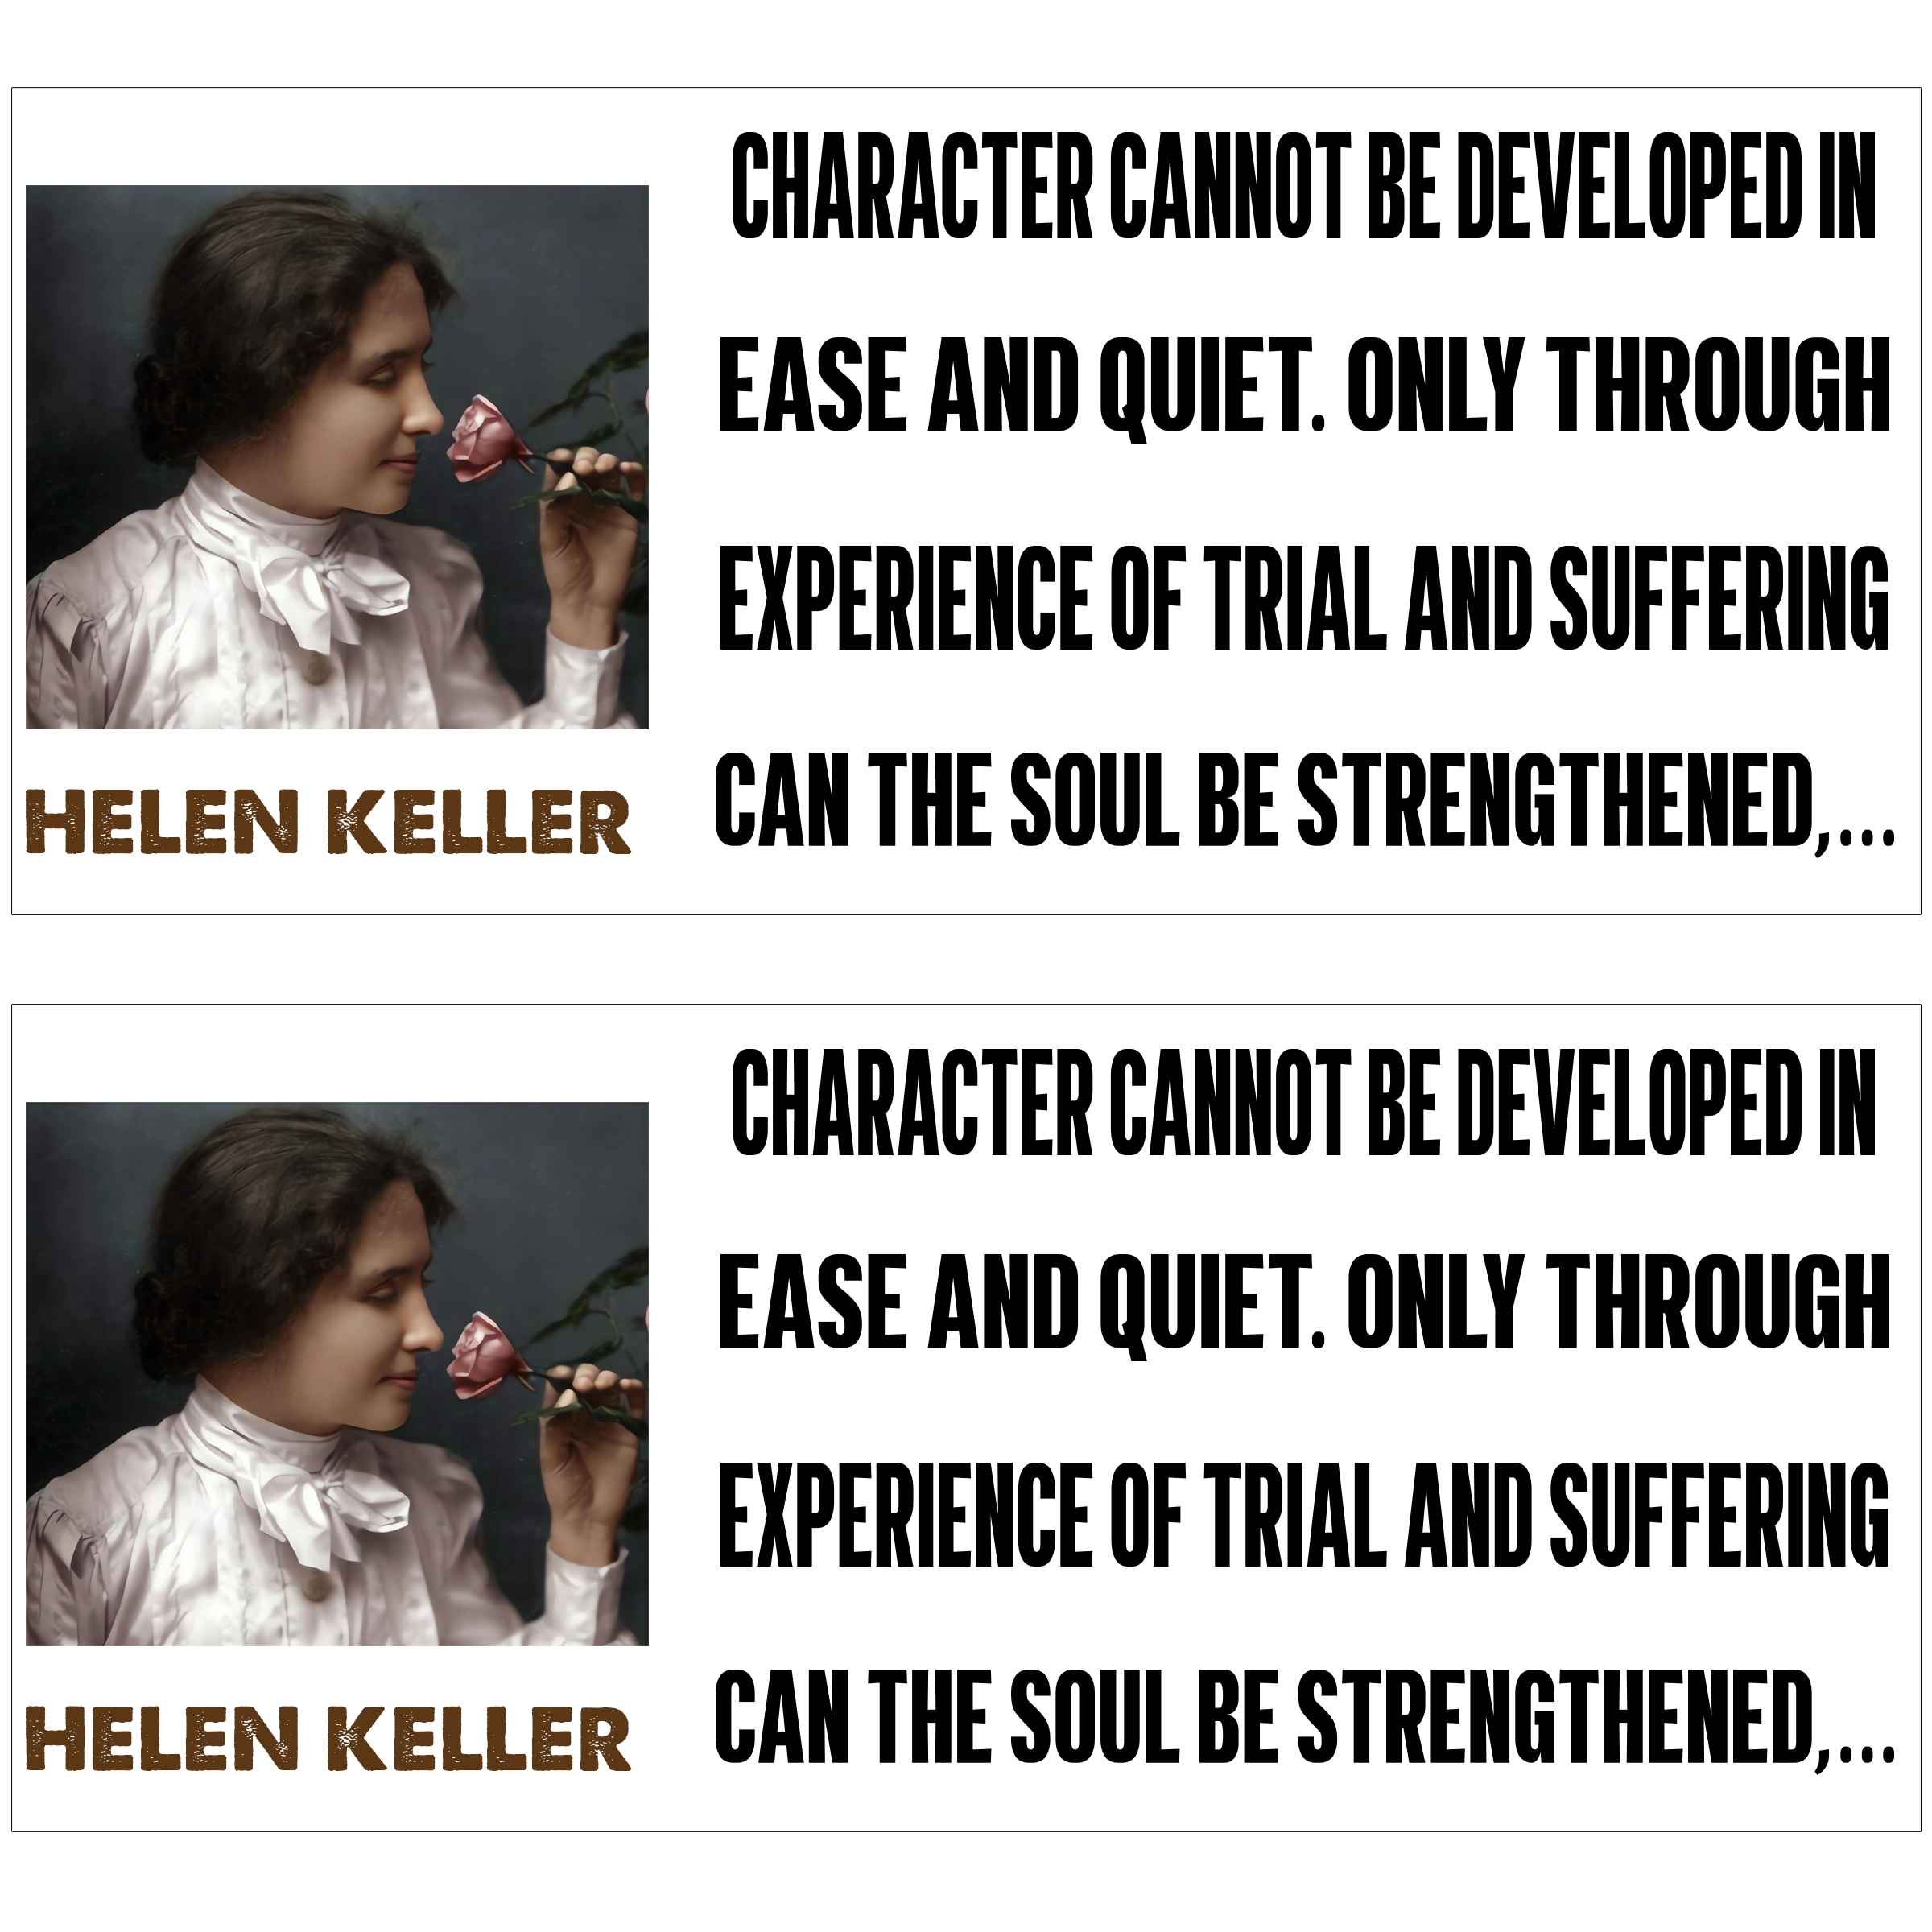 CHARACTER CANNOT BE DEVELOPED IN
EASE AND QUIET. ONLY THROUGH
EXPERIENCE OF TRIAL AND SUFFERING
CAN THE SOUL BE STRENGTHENED,...
HELEN KELLER
CHARACTER CANNOT BE DEVELOPED IN
EASE AND QUIET. ONLY THROUGH
EXPERIENCE OF TRIAL AND SUFFERING
CAN THE SOUL BE STRENGTHENED,...
HELEN KELLER